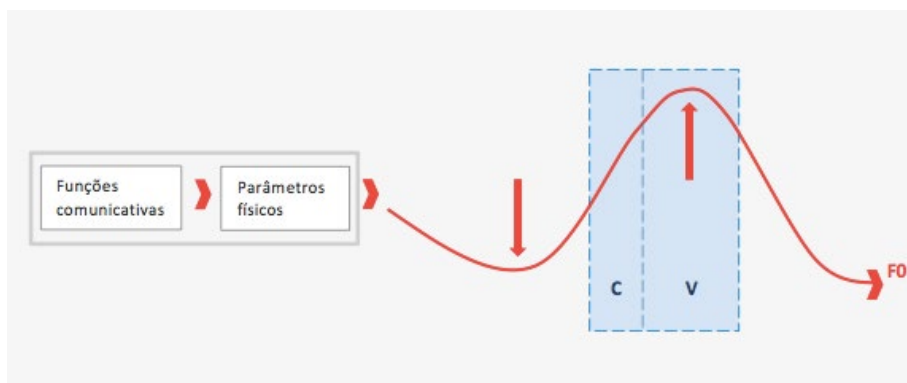 Funções
comunicativas
Parâmetros
físicos
C
V
F0